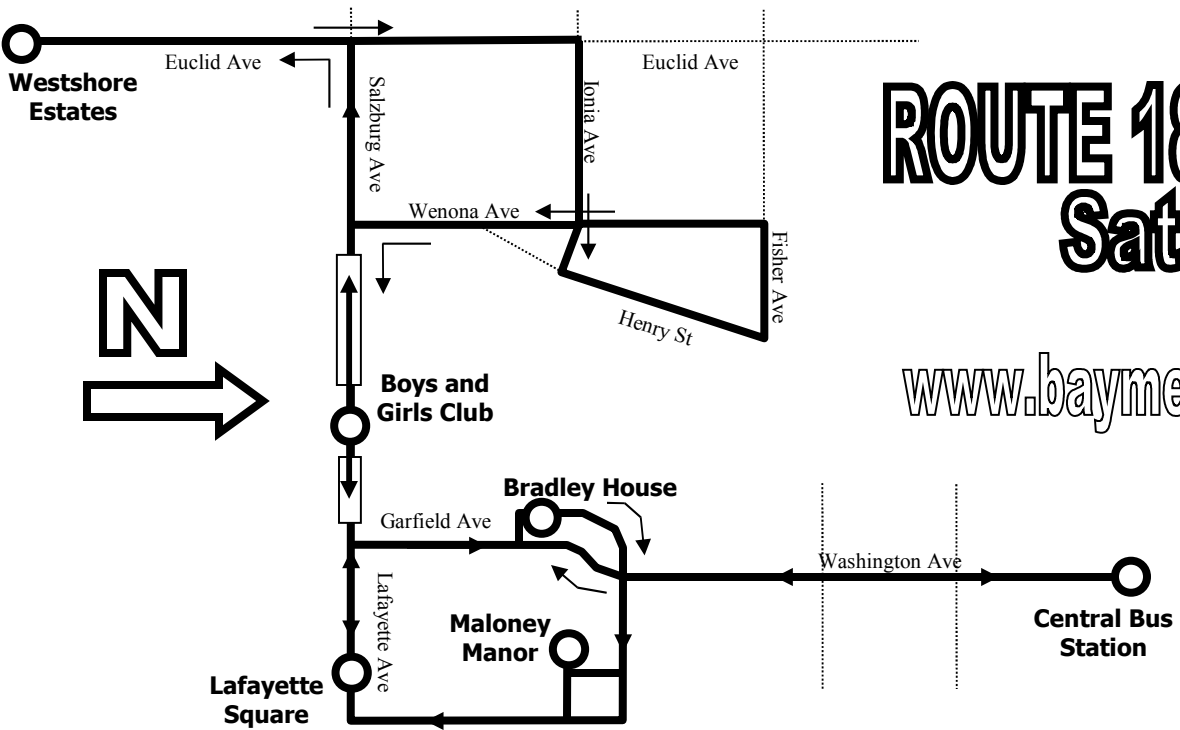 Euclid Ave
Euclid Ave
Westshore
Estates
Salzburg Ave
Ionia Ave
ROUTE 18
Sat
Wenona Ave
Fisher Ave
N
Henry St
Boys and
Girls Club
www.bayme
Bradley House
Garfield Ave
Washington Ave
Lafayette Ave
Maloney
Manor
Central Bus
Station
Lafayette
Square